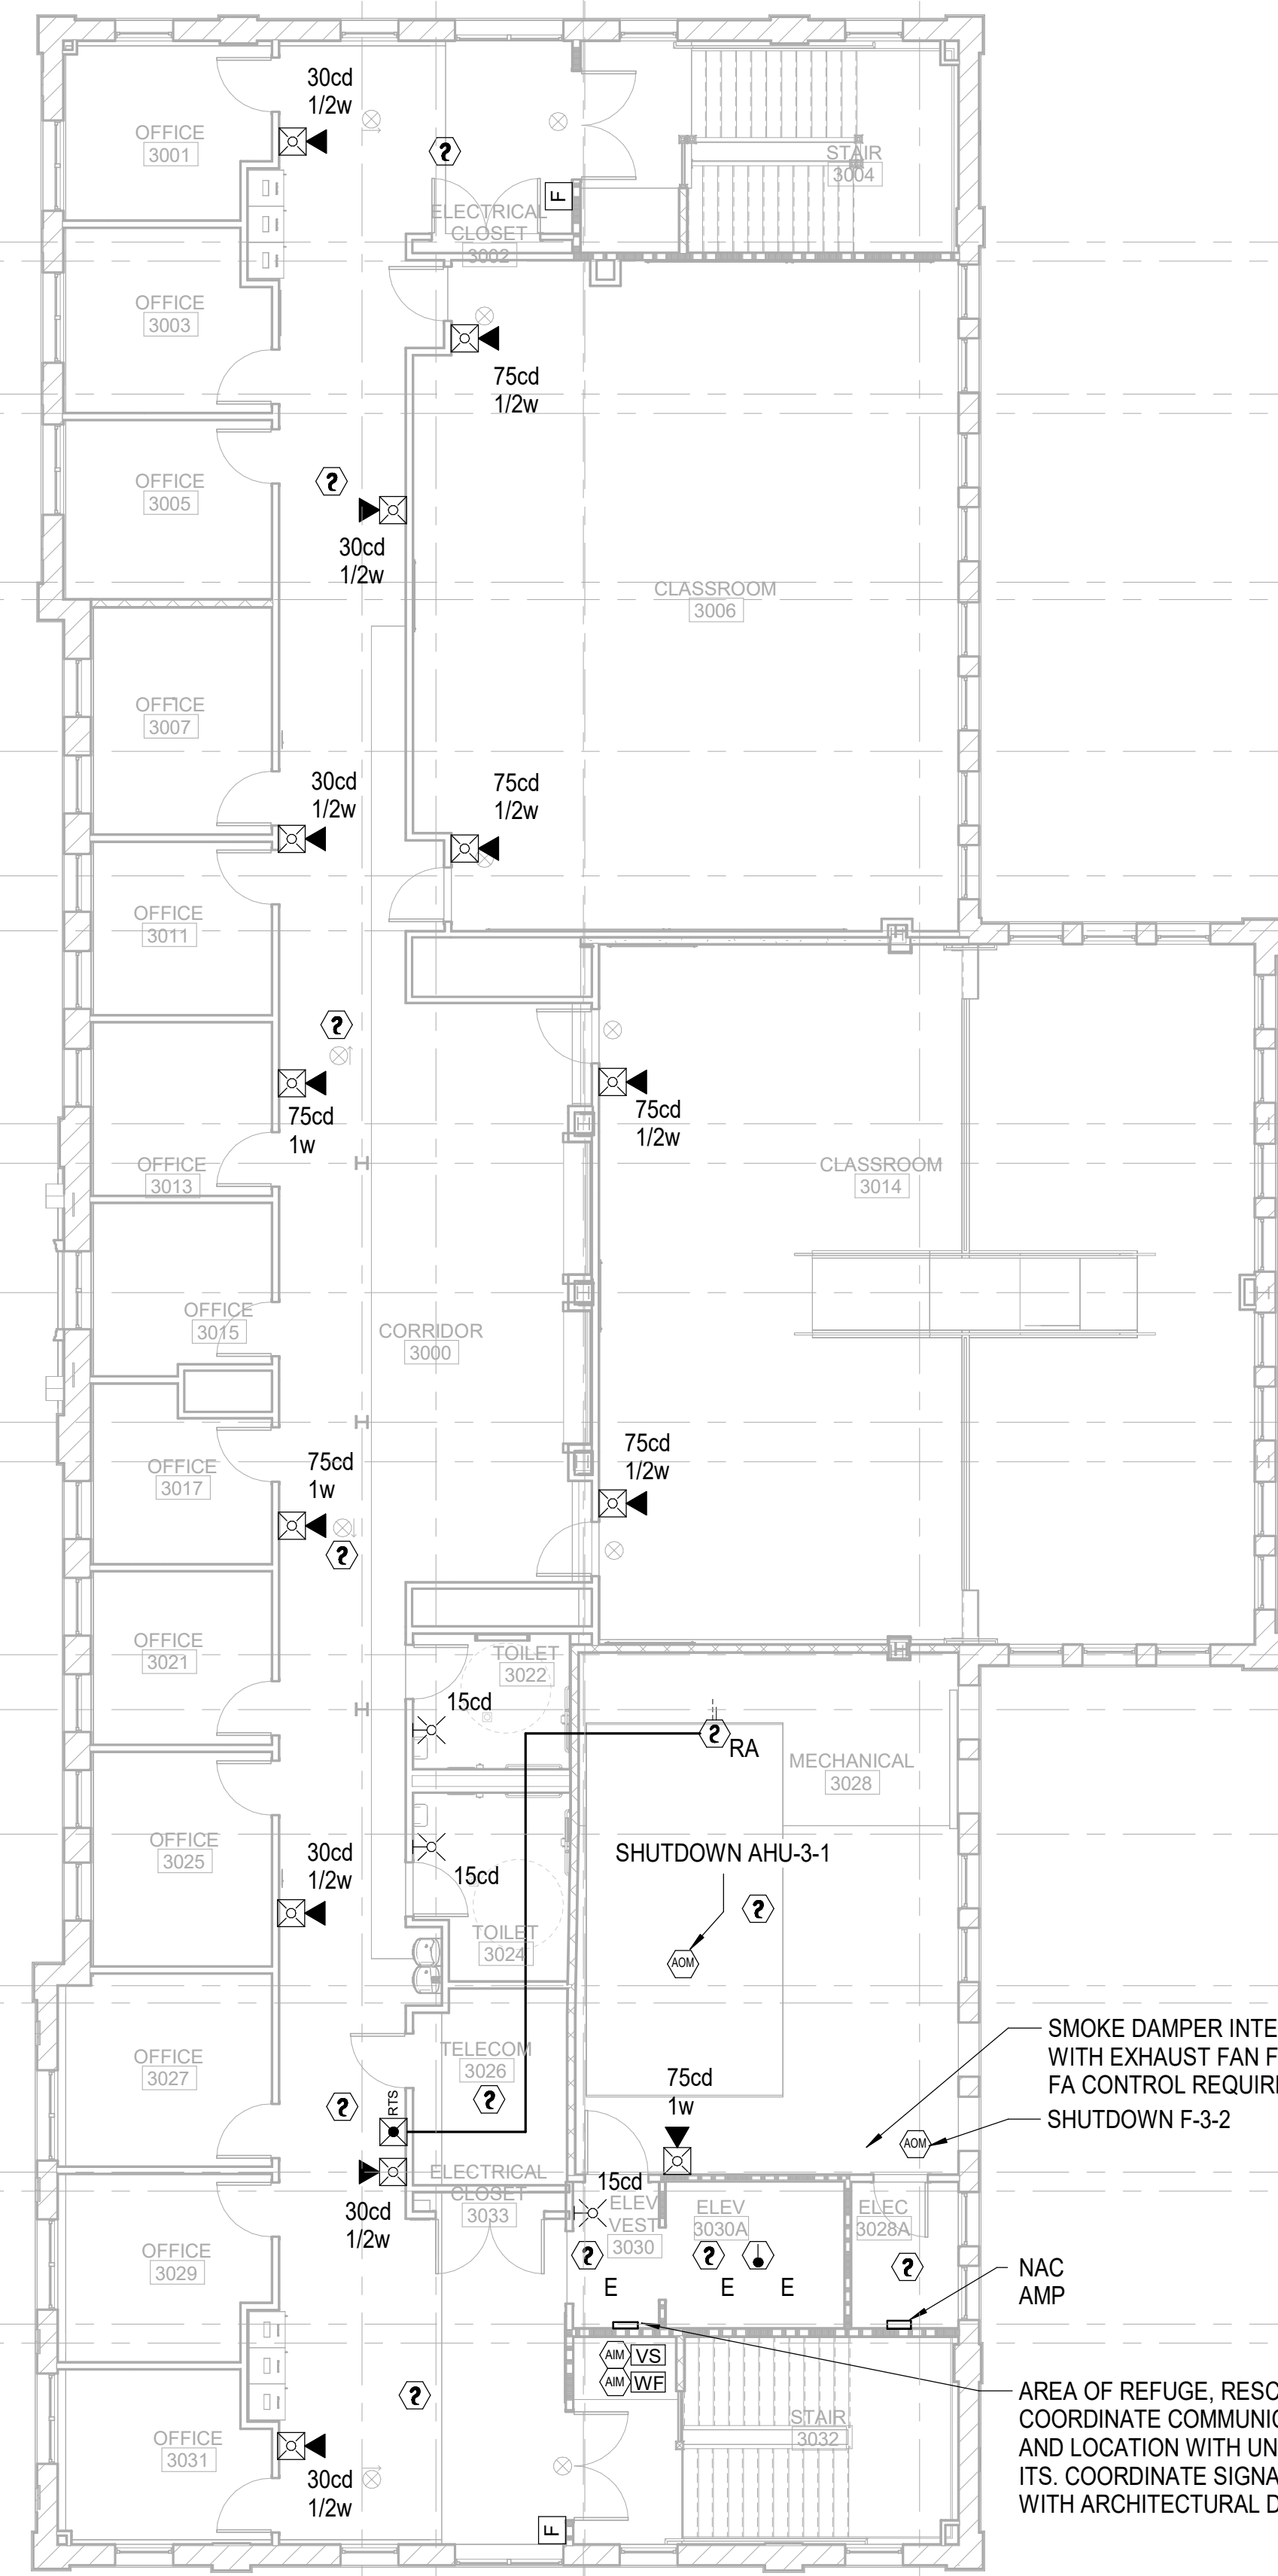 30cd
1/2w
OFFICE
3001
STAIR
3004
F
ELECTRICAL
CLOSET
3002
OFFICE
3003
75cd
1/2w
OFFICE
3005
30cd
1/2w
CLASSROOM
3006
OFFICE
3007
30cd
1/2w
75cd
1/2w
OFFICE
3011
75cd
1w
75cd
1/2w
OFFICE
3013
CLASSROOM
3014
OFFICE
3015
CORRIDOR
3000
75cd
1/2w
OFFICE
3017
75cd
1w
OFFICE
3021
TOILET
3022
15cd
RA
MECHANICAL
3028
OFFICE
3025
30cd
1/2w
SHUTDOWN AHU-3-1
15cd
TOILET
3024
AOM
OFFICE
3027
TELECOM
3026
RTS
75cd
1w
SMOKE DAMPER INTE
WITH EXHAUST FAN F
FA CONTROL REQUIR
SHUTDOWN F-3-2
AOM
ELECTRICAL
CLOSET
3033
30cd
1/2w
15cd
ELEV
VEST
3030
ELEV
3030A
ELEC
3028A
OFFICE
3029
E
E
E
NAC
AMP
AIM VS
AIM WF
AREA OF REFUGE, RESC
COORDINATE COMMUNIC
AND LOCATION WITH UN
ITS. COORDINATE SIGNA
WITH ARCHITECTURAL D
STAIR
3032
OFFICE
3031
30cd
1/2w
F